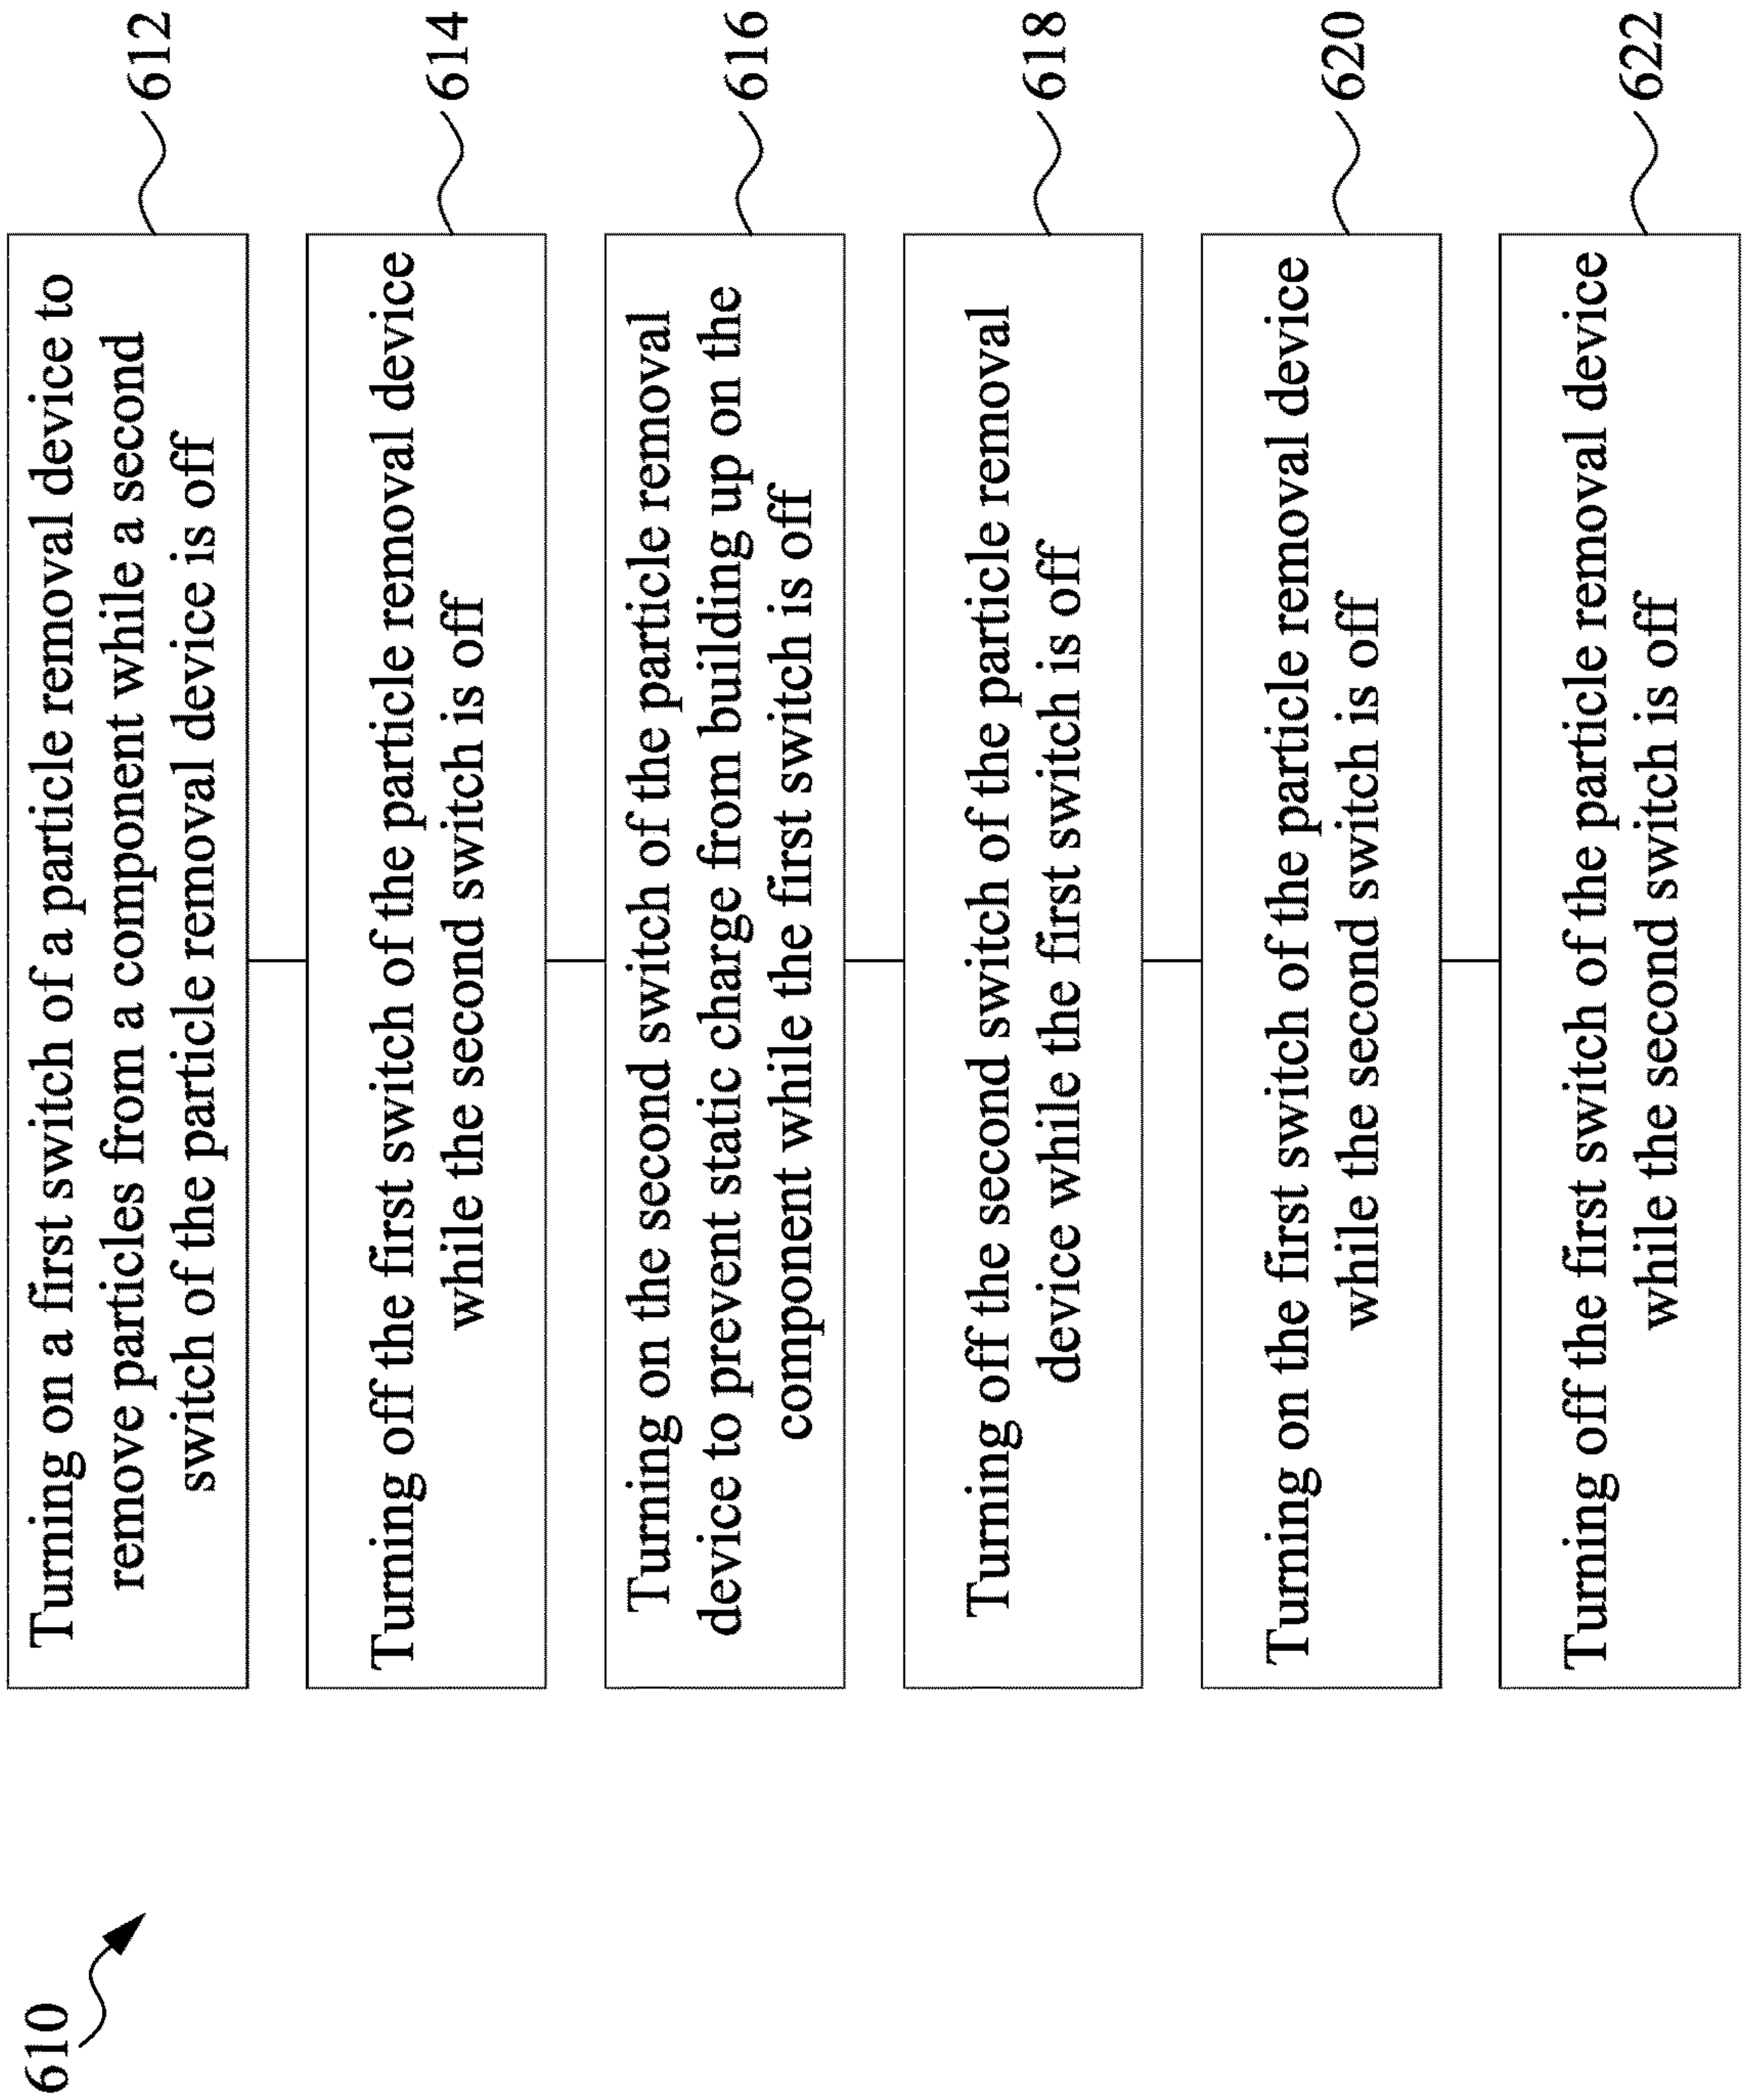 610
Turning on a first switch of a particle removal device to
remove particles from a component while a second
switch of the particle removal device is off
612
Turning off the first switch of the particle removal device
while the second switch is off
614
Turning on the second switch of the particle removal
device to prevent static charge from building up on the
component while the first switch is off
616
Turning off the second switch of the particle removal
device while the first switch is off
618
Turning on the first switch of the particle removal device
while the second switch is off
620
Turning off the first switch of the particle removal device
while the second switch is off
622